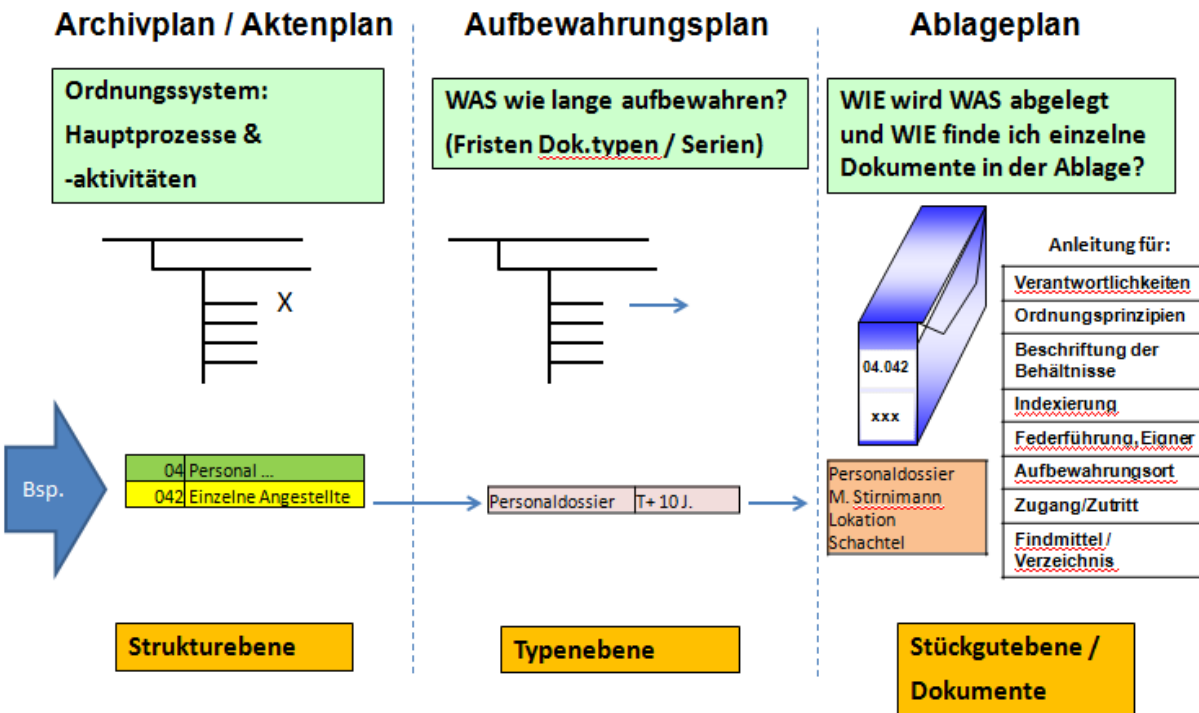 Archivplan / Aktenplan
Ordnungssystem:
Hauptprozesse &
-aktivitäten
X
Bsp.
04 Personal ...
042 Einzelne Angestellte
Strukturebene
Aufbewahrungsplan
WAS wie lange aufbewahren?
(Fristen Dok.typen / Serien)
Personaldossier T+ 10 J.
Typenebene
Ablageplan
WIE wird WAS abgelegt
und WIE finde ich einzelne
Dokumente in der Ablage?
04.042
xxx
Personaldossier
M. Stirnimann
Lokation
Schachtel
Anleitung für:
Verantwortlichkeiten
Ordnungsprinzipien
Beschriftung der
Behältnisse
Indexierung
Federführung, Eigner
Aufbewahrungsort
Zugang/Zutritt
Findmittel /
Verzeichnis
Stückgutebene /
Dokumente